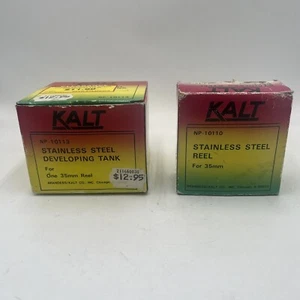 KALT
NP-10113
STAINLESS STEEL
DEVELOPING TANK
For
One 35mm Reel
$12.95
KALT
NP-10110
STAINLESS STEEL
REEL
For 35mm